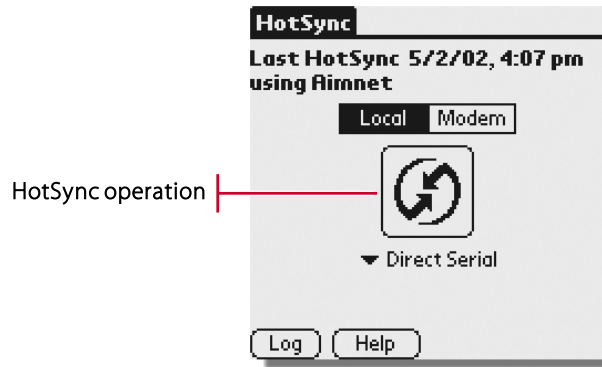 HotSync
Last HotSync 5/2/02, 4:07 pm
using Aimnet
Local Modem
HotSync operation
Direct Serial
Log Help